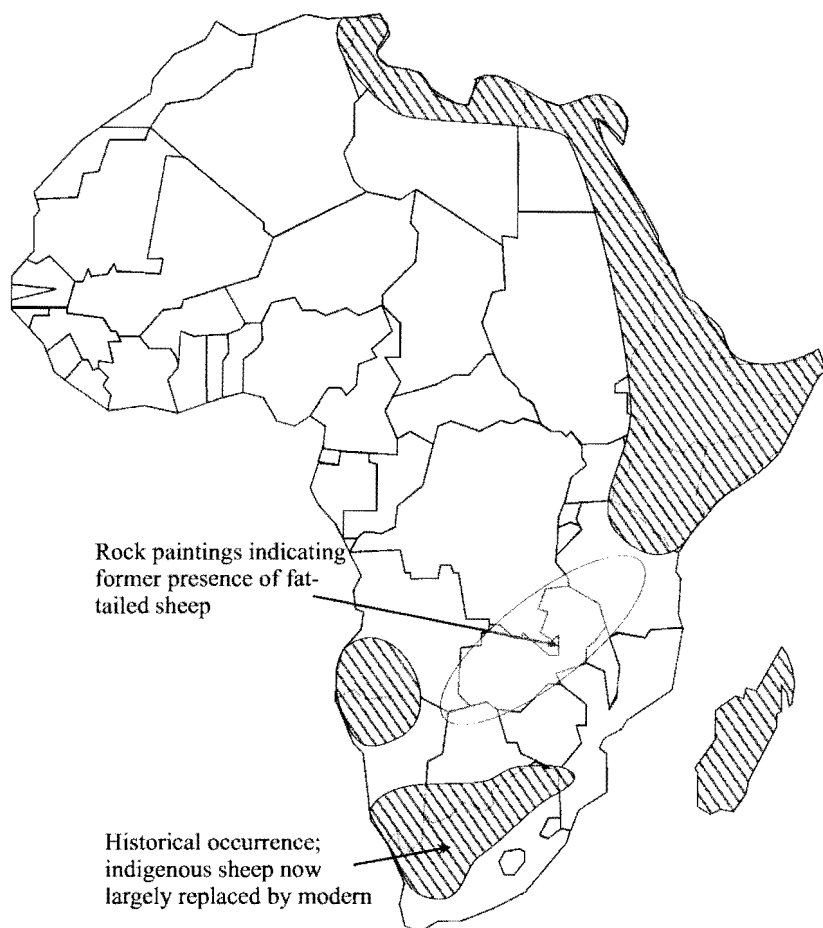 Rock paintings indicating
former presence of fat-
tailed sheep
Historical occurrence;
indigenous sheep now
largely replaced by modern